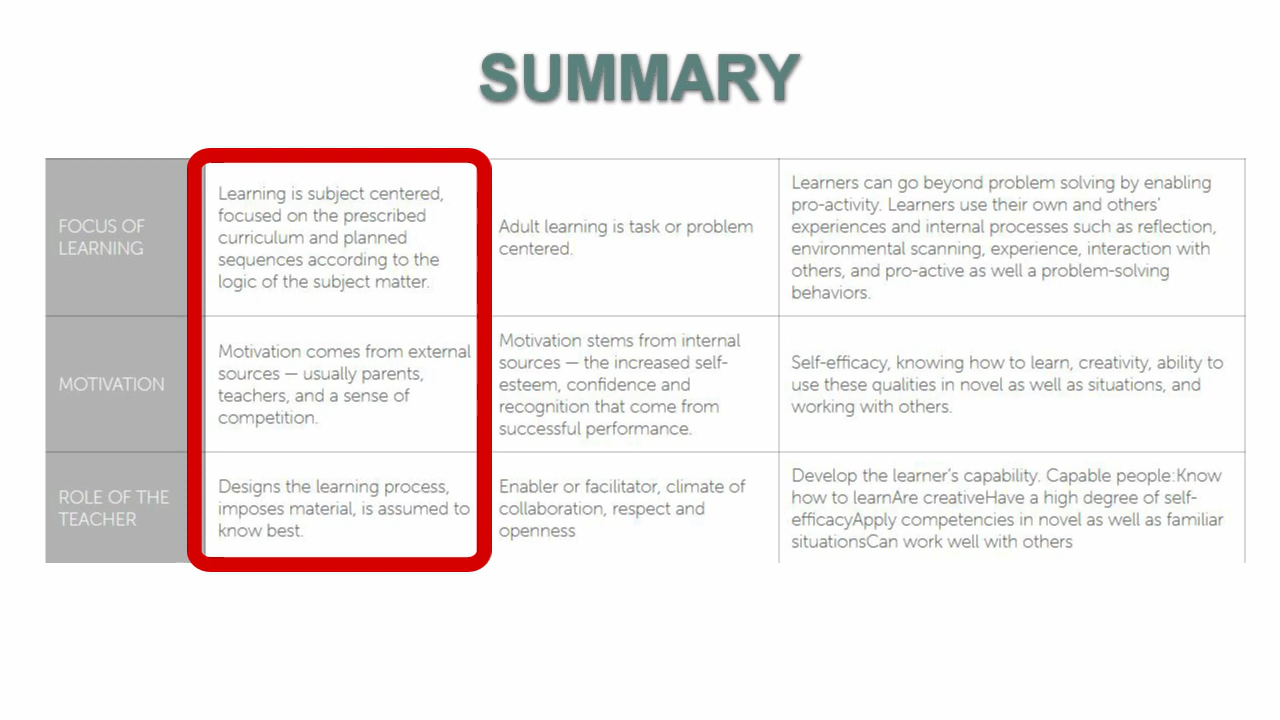 SUMMARY
FOCUS OF
LEARNING
Learning is subject centered,
focused on the prescribed
curriculum and planned
sequences according to the
logic of the subject matter.
Adult learning is task or problem
centered.
Learners can go beyond problem solving by enabling
pro-activity. Learners use their own and others'
experiences and internal processes such as reflection,
environmental scanning, experience, interaction with
others, and pro-active as well a problem-solving
behaviors.
MOTIVATION
Motivation comes from external
sources — usually parents,
teachers, and a sense of
competition.
Motivation stems from internal
sources — the increased self-
esteem, confidence and
recognition that come from
successful performance.
Self-efficacy, knowing how to learn, creativity, ability to
use these qualities in novel as well as situations, and
working with others.
ROLE OF THE
TEACHER
Designs the learning process,
imposes material, is assumed to
know best.
Enabler or facilitator, climate of
collaboration, respect and
openness
Develop the learner's capability. Capable people:Know
how to learnAre creativeHave a high degree of self-
efficacyApply competencies in novel as well as familiar
situationsCan work well with others